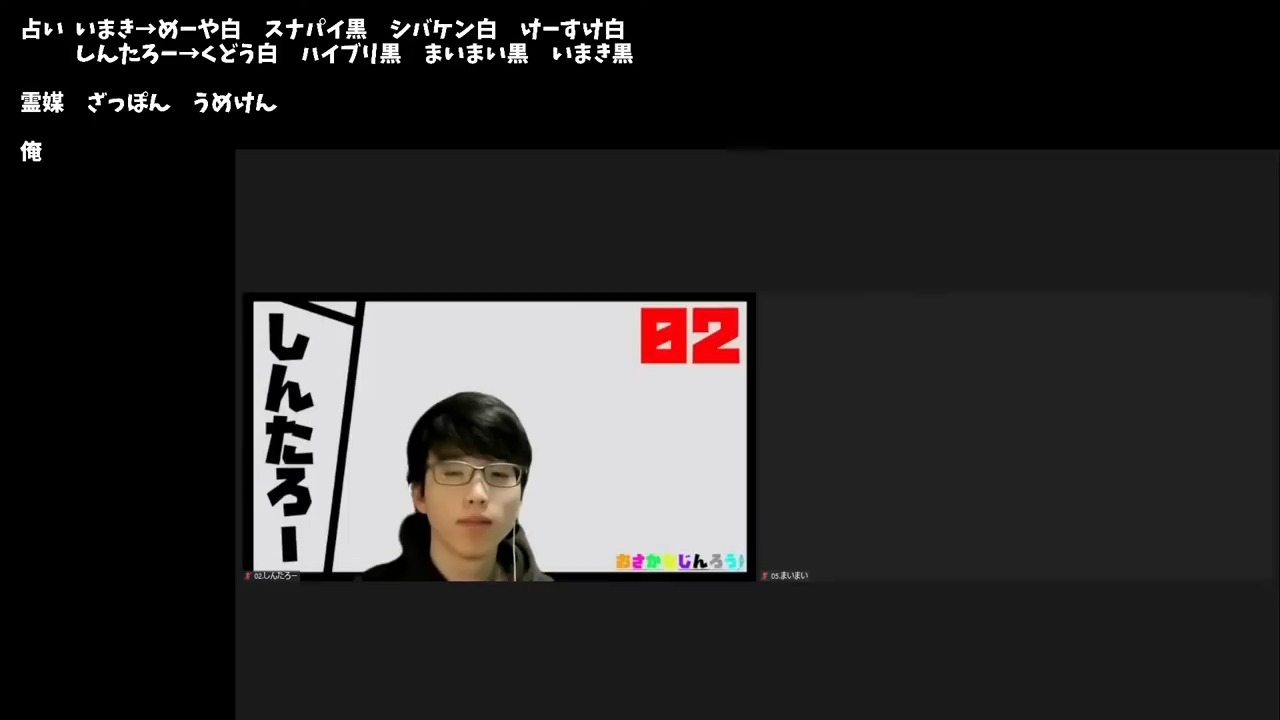 占い いまき→めーや白　スナパイ黒　シバケン白　けーすけ白
しんたろー→くどう白　ハイブリ黒　まいまい黒　いまき黒
霊媒　ざっぽん　うめけん
俺
しんたろー
02
おさかなじんろう
02.しんたろー
05.まいまい